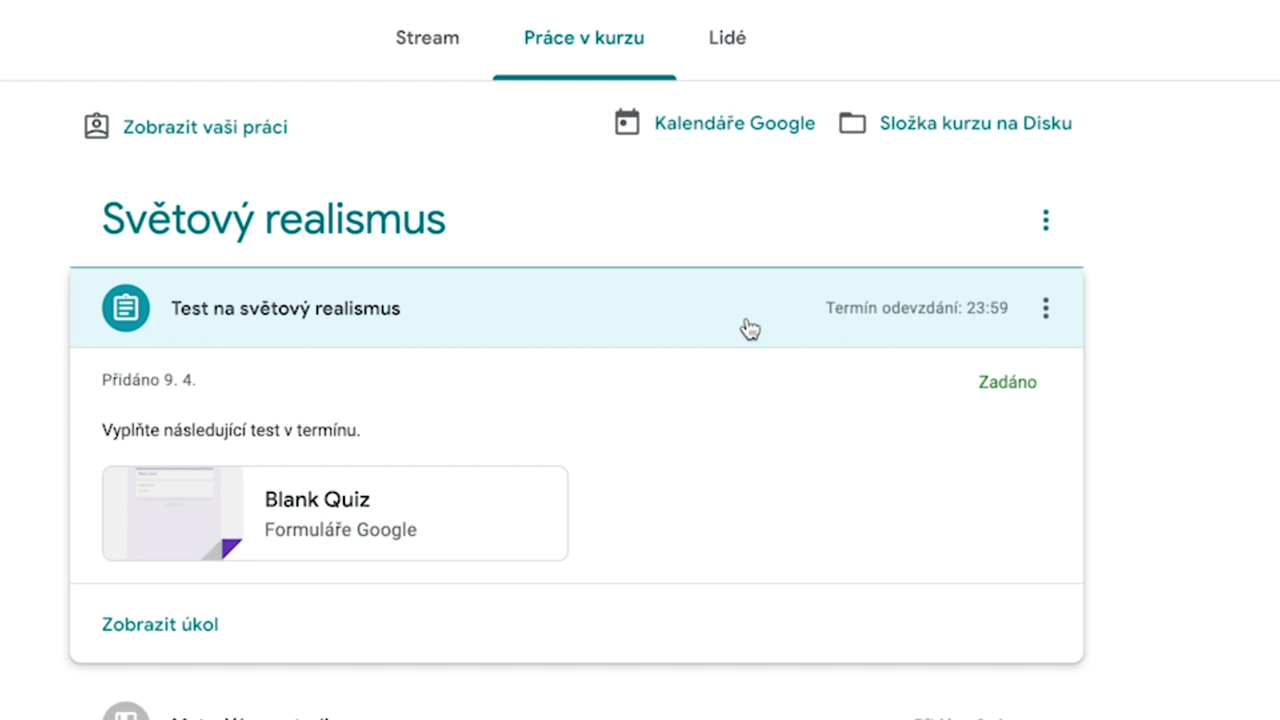 Stream
Práce v kurzu
Lidé
Zobrazit vaši práci
Kalendáře Google
Složka kurzu na Disku
Světový realismus
Test na světový realismus
Termín odevzdání: 23:59
Přidáno 9. 4.
Zadáno
Vyplňte následující test v termínu.
Blank Quiz
Formuláře Google
Zobrazit úkol